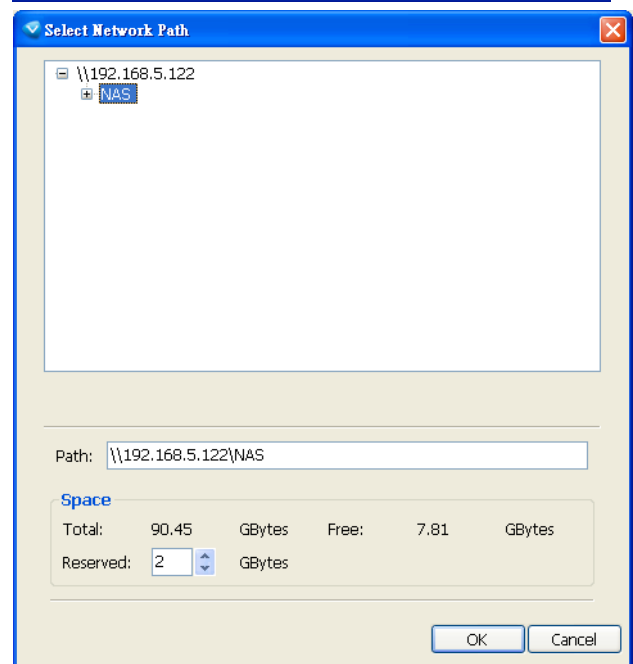 Select Network Path
\\192.168.5.122
NAS
Path: \\192.168.5.122\NAS
Space
Total: 90.45 GBytes Free: 7.81 GBytes
Reserved: 2 GBytes
OK Cancel